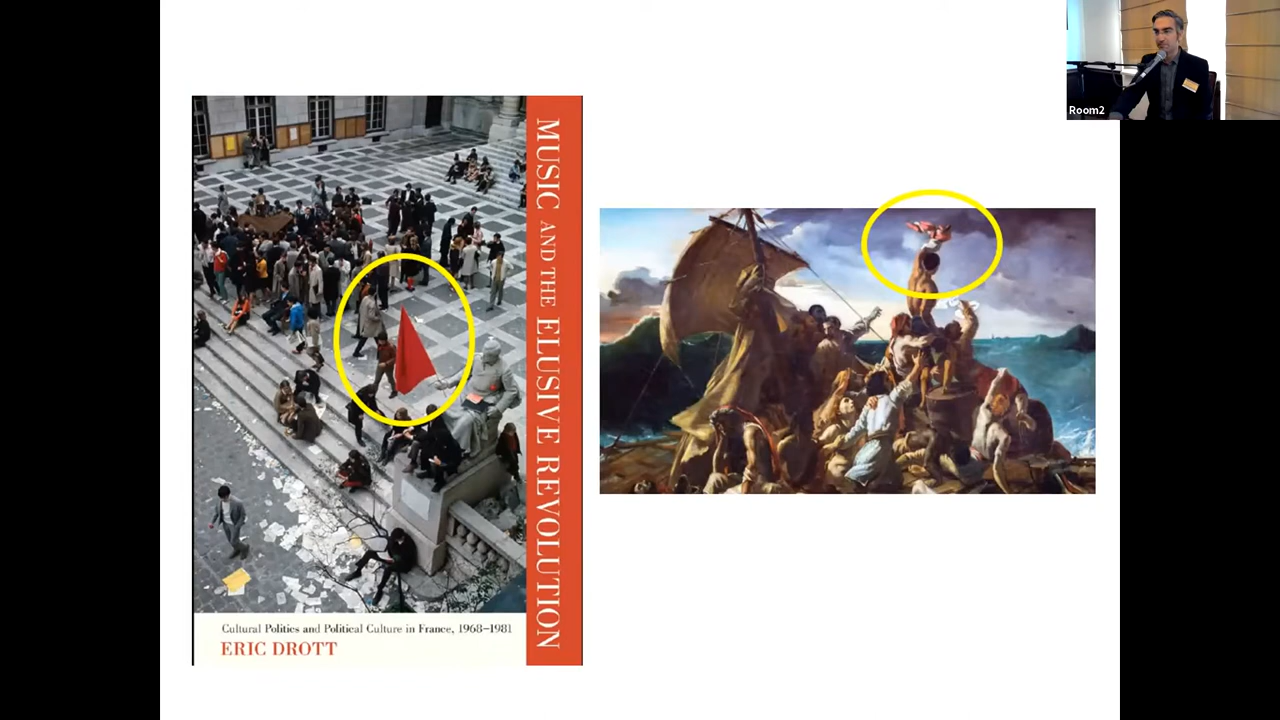 MUSIC AND THE ELUSIVE REVOLUTION
Cultural Politics and Political Culture in France, 1968–1981
ERIC DROTT
Room2